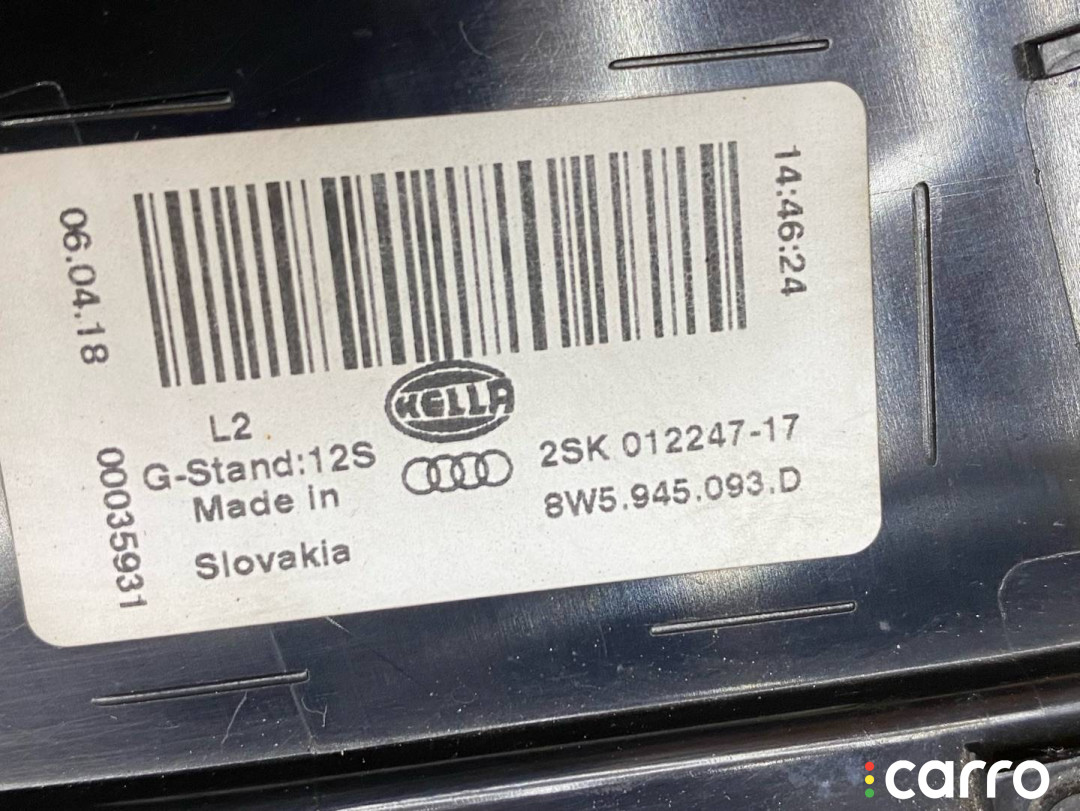 06.04.18
14:46:24
HELLA
L2
G-Stand:12S
Made in
Slovakia
00035931
2SK 012247-17
8W5.945.093.D
carro